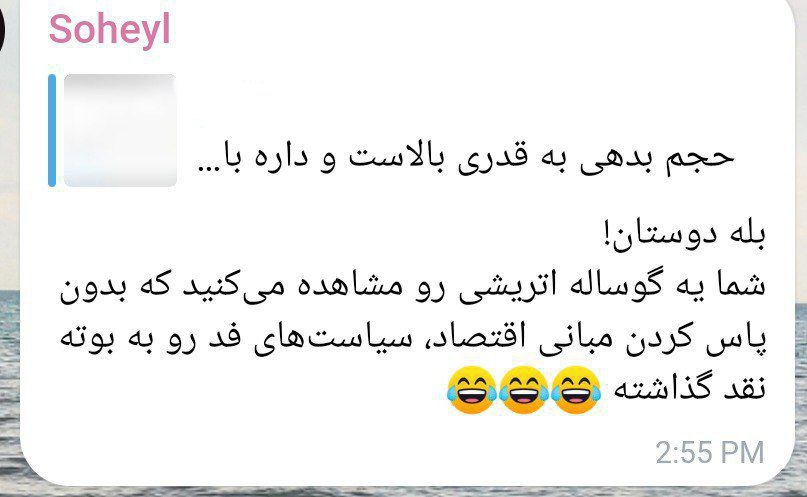 Soheyl
حجم بدهی به قدری بالاست و داره با...
بله دوستان!
شما یه گوساله اتریشی رو مشاهده می‌کنید که بدون
پاس کردن مبانی اقتصاد، سیاست‌های فد رو به بوته
نقد گذاشته 😂😂😂
2:55 PM